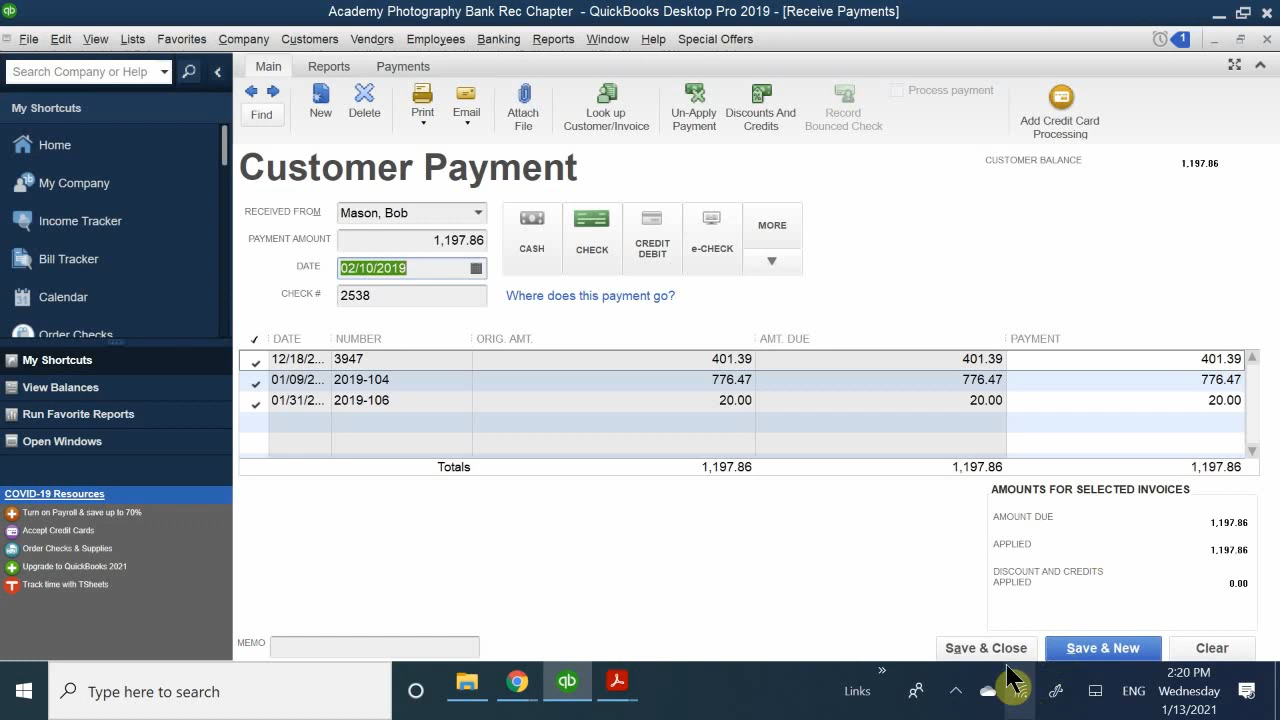 Academy Photography Bank Rec Chapter - QuickBooks Desktop Pro 2019 - [Receive Payments]
File Edit View Lists Favorites Company Customers Vendors Employees Banking Reports Window Help Special Offers 1
Search Company or Help
Main Reports Payments
Find
New
Delete
Print
Email
Attach File
Look up Customer/Invoice
Un-Apply Payment
Discounts And Credits
Record Bounced Check
Process payment
Add Credit Card Processing
My Shortcuts
Home
My Company
Income Tracker
Bill Tracker
Calendar
Order Checks
My Shortcuts
View Balances
Run Favorite Reports
Open Windows
COVID-19 Resources
Turn on Payroll & save up to 70%
Accept Credit Cards
Order Checks & Supplies
Upgrade to QuickBooks 2021
Track time with TSheets
Customer Payment
CUSTOMER BALANCE 1,197.86
RECEIVED FROM Mason, Bob
PAYMENT AMOUNT 1,197.86
DATE 02/10/2019
CHECK # 2538
CASH
CHECK
CREDIT DEBIT
e-CHECK
MORE
Where does this payment go?
DATE NUMBER ORIG. AMT. AMT. DUE PAYMENT
12/18/2... 3947 401.39 401.39 401.39
01/09/2... 2019-104 776.47 776.47 776.47
01/31/2... 2019-106 20.00 20.00 20.00
Totals 1,197.86 1,197.86 1,197.86
AMOUNTS FOR SELECTED INVOICES
AMOUNT DUE 1,197.86
APPLIED 1,197.86
DISCOUNT AND CREDITS APPLIED 0.00
MEMO
Save & Close Save & New Clear
Type here to search
Links
ENG
2:20 PM
Wednesday
1/13/2021